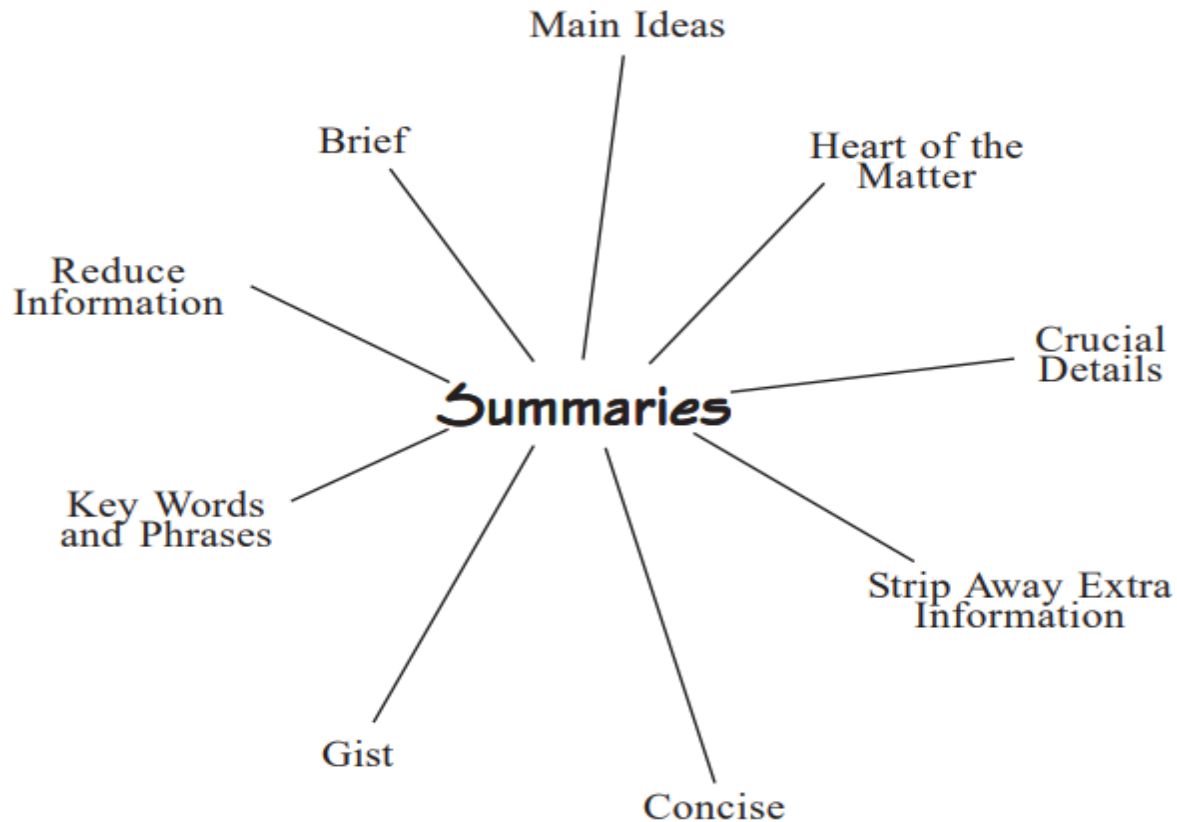 Main Ideas
Brief
Heart of the
Matter
Reduce
Information
Crucial
Details
Summaries
Key Words
and Phrases
Strip Away Extra
Information
Gist
Concise